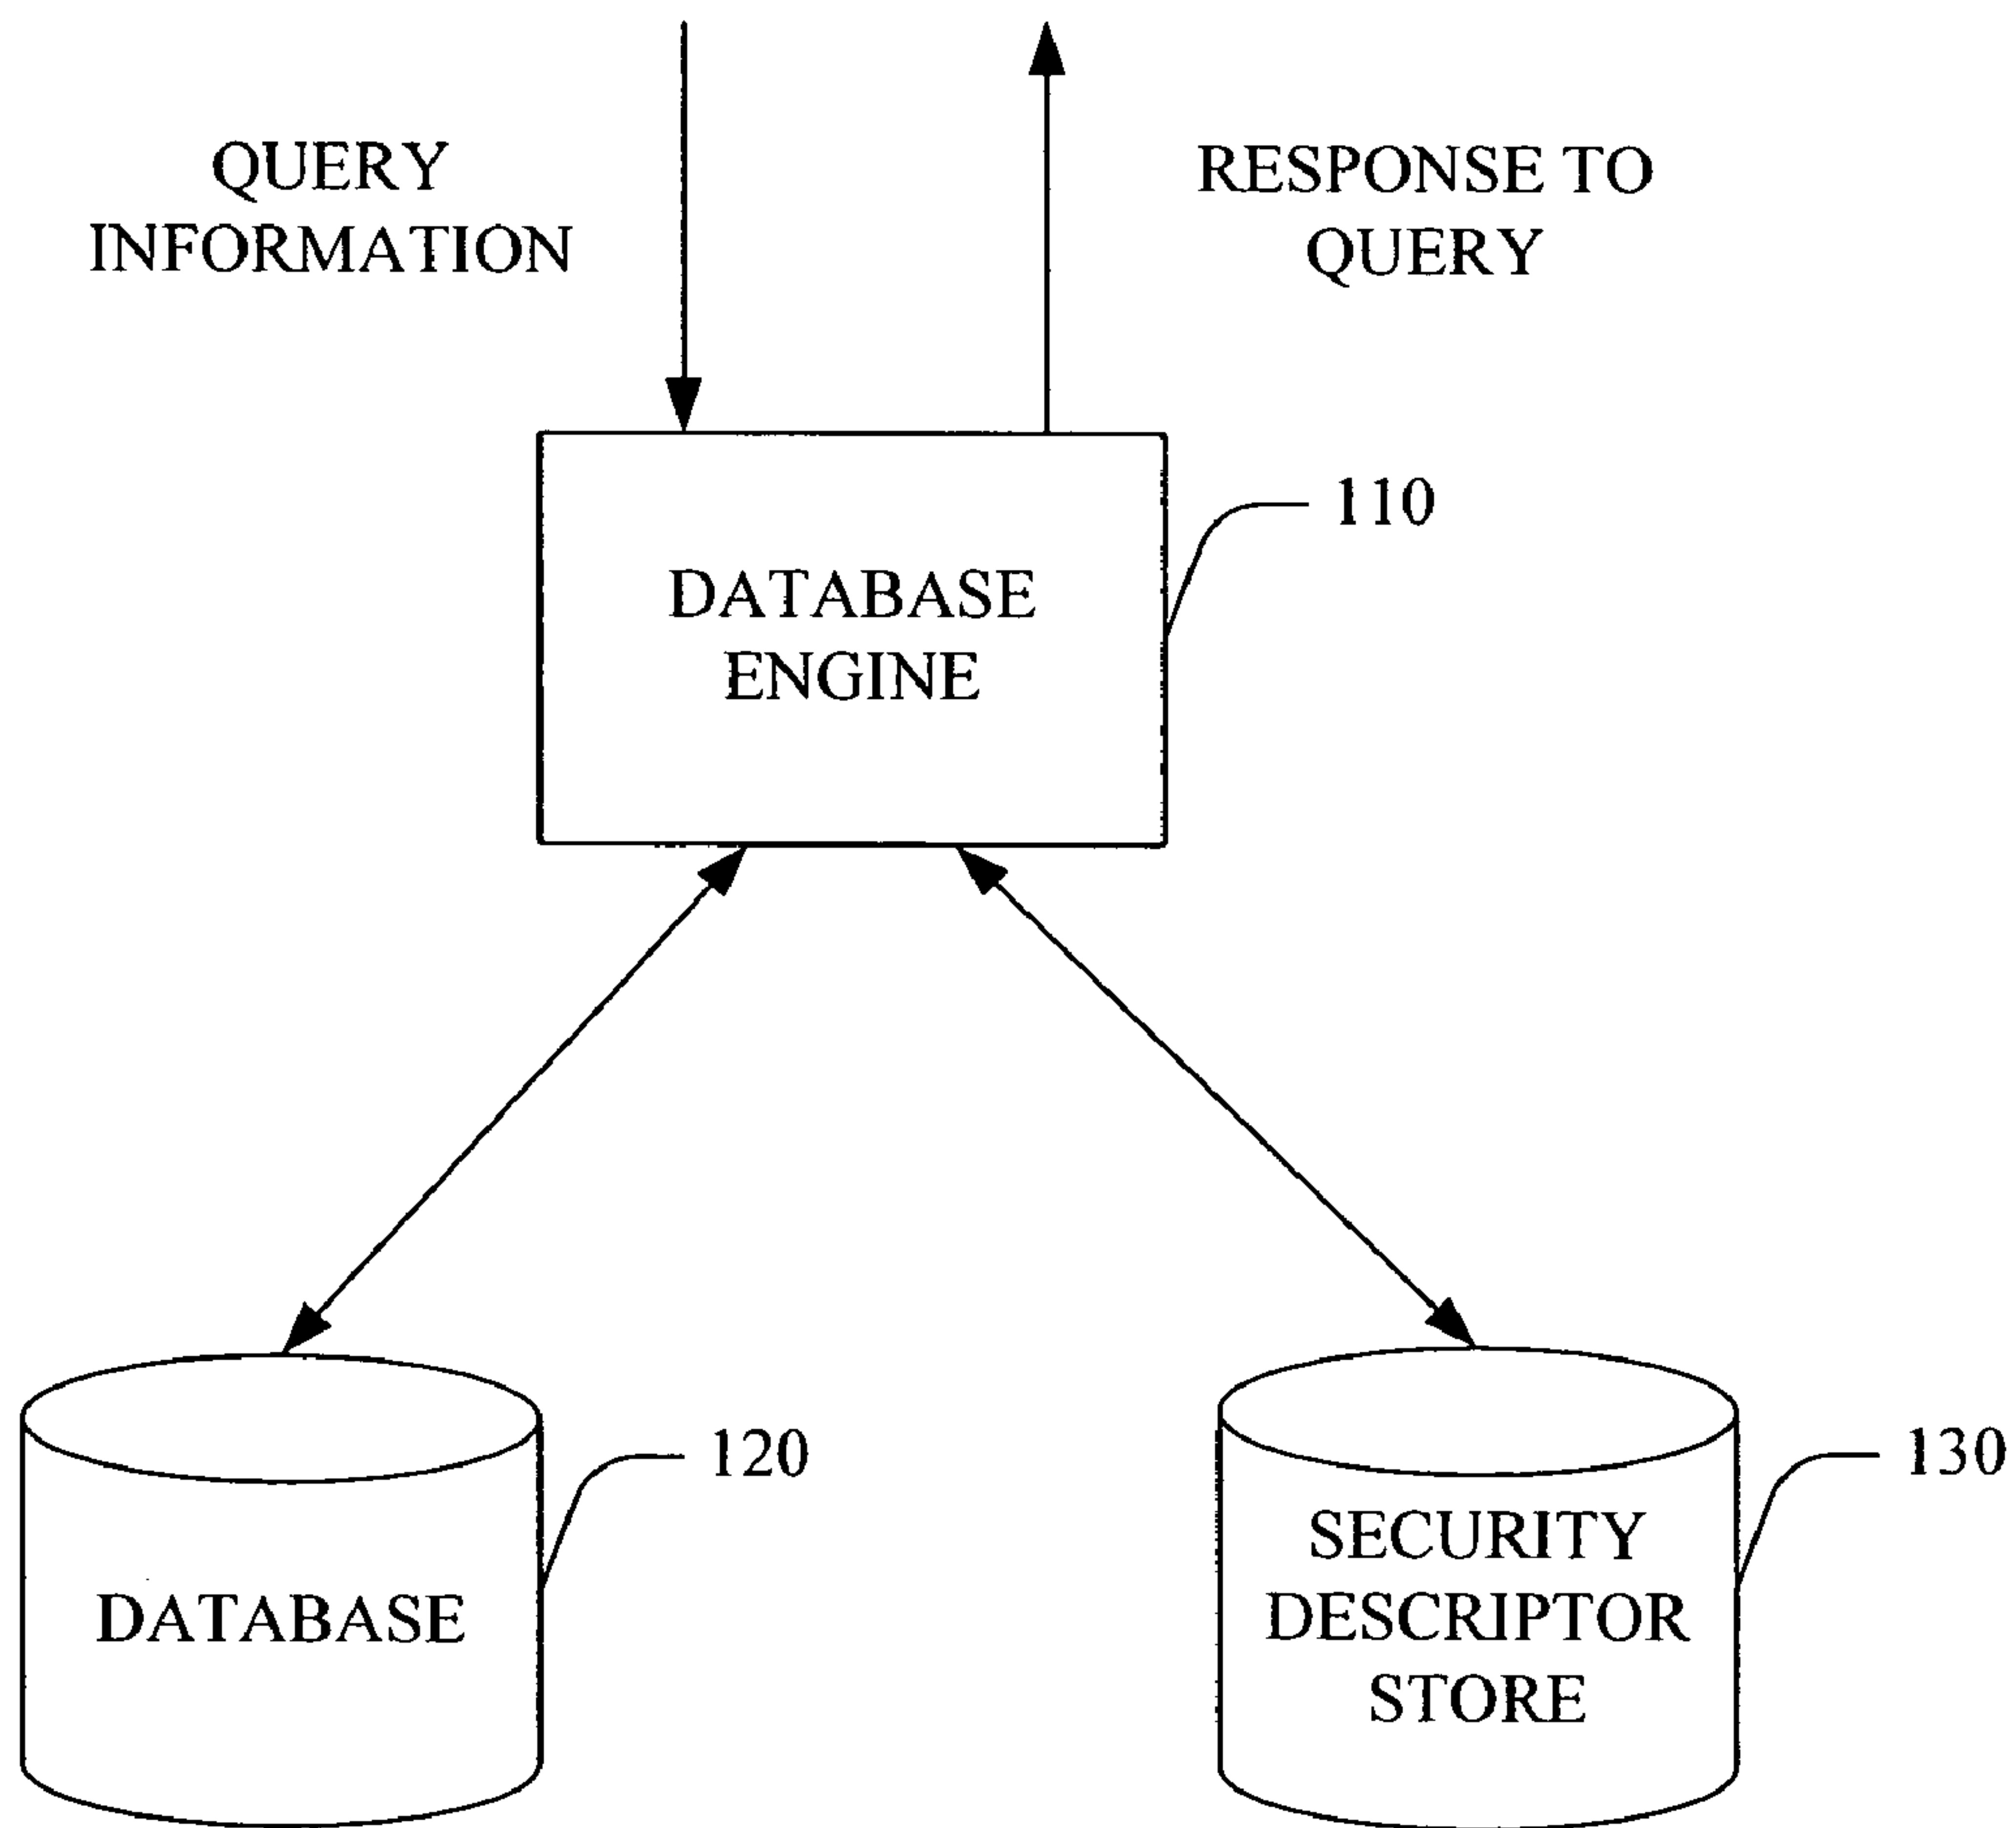 QUERY
INFORMATION
RESPONSE TO
QUERY
110
DATABASE
ENGINE
120
DATABASE
130
SECURITY
DESCRIPTOR
STORE